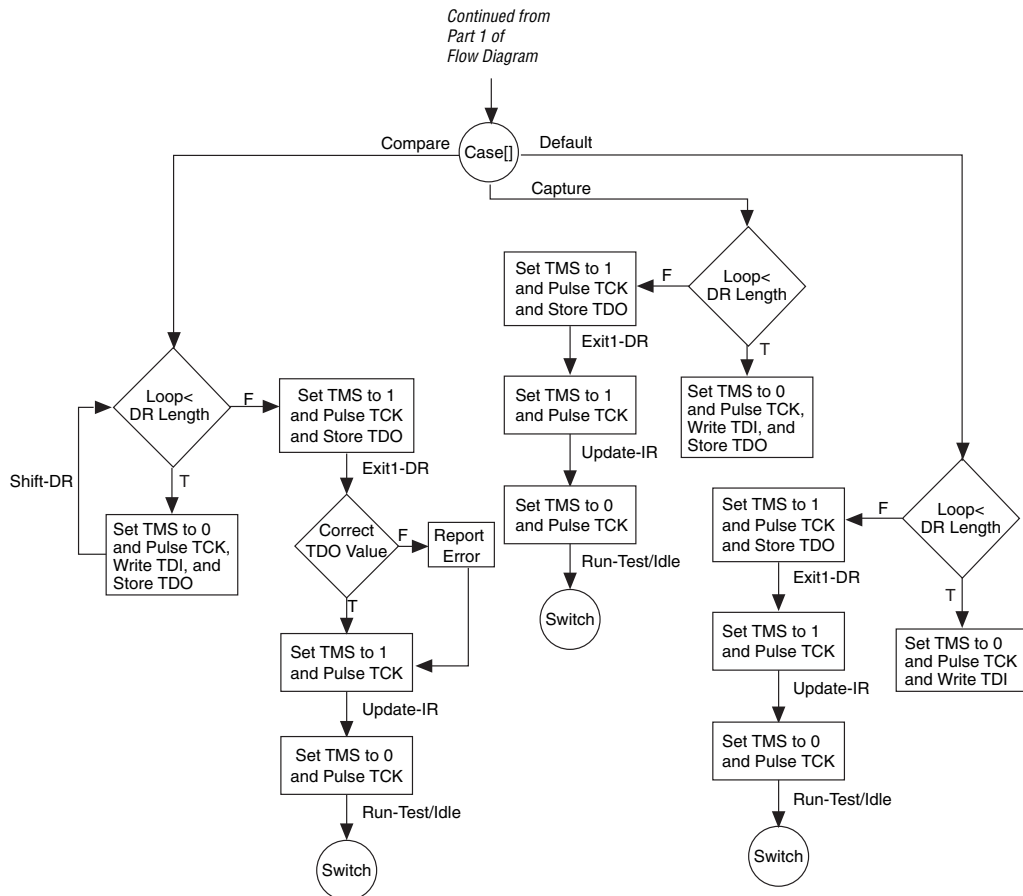 Continued from
Part 1 of
Flow Diagram
Compare
Case[]
Default
Capture
Loop<
DR Length
F
Set TMS to 1
and Pulse TCK
and Store TDO
T
Set TMS to 0
and Pulse TCK,
Write TDI, and
Store TDO
Exit1-DR
Set TMS to 1
and Pulse TCK
Update-IR
Set TMS to 0
and Pulse TCK
Run-Test/Idle
Switch
Loop<
DR Length
F
Set TMS to 1
and Pulse TCK
and Store TDO
Shift-DR
T
Set TMS to 0
and Pulse TCK,
Write TDI, and
Store TDO
Exit1-DR
Correct
TDO Value
F
Report
Error
T
Set TMS to 1
and Pulse TCK
Update-IR
Set TMS to 0
and Pulse TCK
Run-Test/Idle
Switch
Loop<
DR Length
F
Set TMS to 1
and Pulse TCK
and Store TDO
T
Set TMS to 0
and Pulse TCK
and Write TDI
Exit1-DR
Set TMS to 1
and Pulse TCK
Update-IR
Set TMS to 0
and Pulse TCK
Run-Test/Idle
Switch